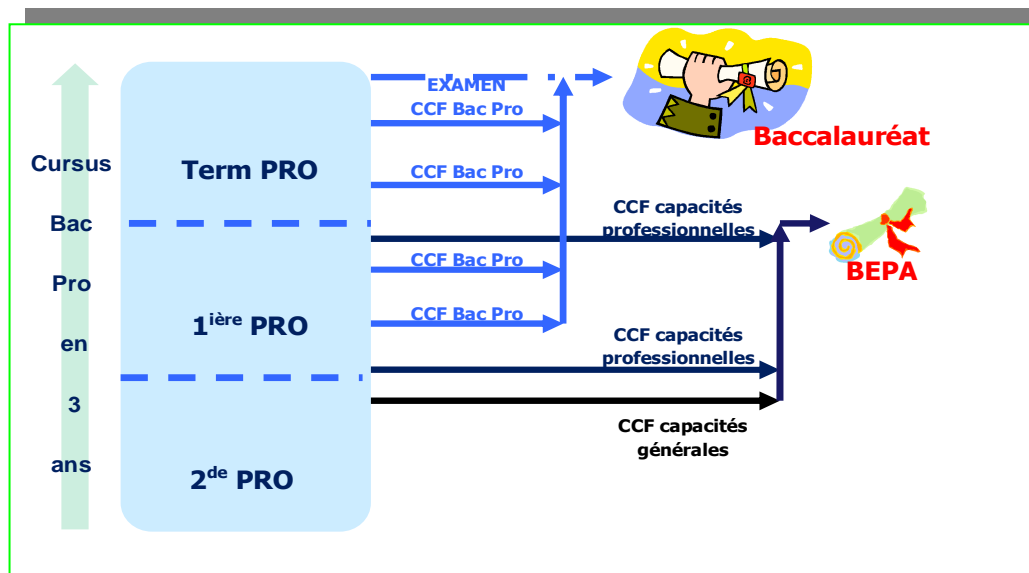 Cursus
Bac
Pro
en
3
ans
Term PRO
1ière PRO
2de PRO
EXAMEN
CCF Bac Pro
CCF Bac Pro
CCF Bac Pro
CCF Bac Pro
CCF capacités
professionnelles
CCF capacités
professionnelles
CCF capacités
générales
Baccalauréat
BEPA